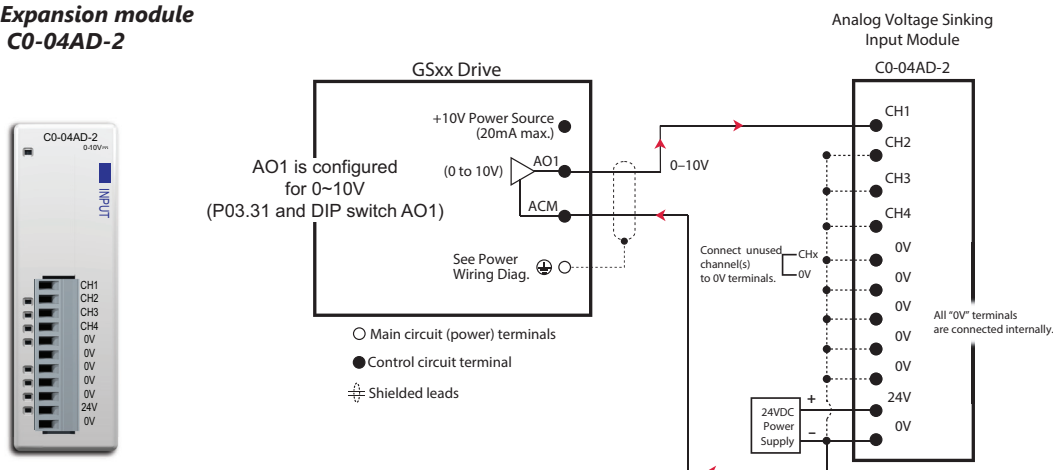 Expansion module
C0-04AD-2
C0-04AD-2
0-10V⎓
INPUT
CH1
CH2
CH3
CH4
0V
0V
0V
0V
0V
24V
0V
GSxx Drive
+10V Power Source
(20mA max.)
AO1 is configured
for 0~10V
(P03.31 and DIP switch AO1)
(0 to 10V)
AO1
ACM
0–10V
See Power
Wiring Diag.
Main circuit (power) terminals
Control circuit terminal
Shielded leads
Analog Voltage Sinking
Input Module
C0-04AD-2
CH1
CH2
CH3
CH4
0V
0V
0V
0V
0V
24V
0V
Connect unused
channel(s)
to 0V terminals.
CHx
0V
All “0V” terminals
are connected internally.
24VDC
Power
Supply
+
–